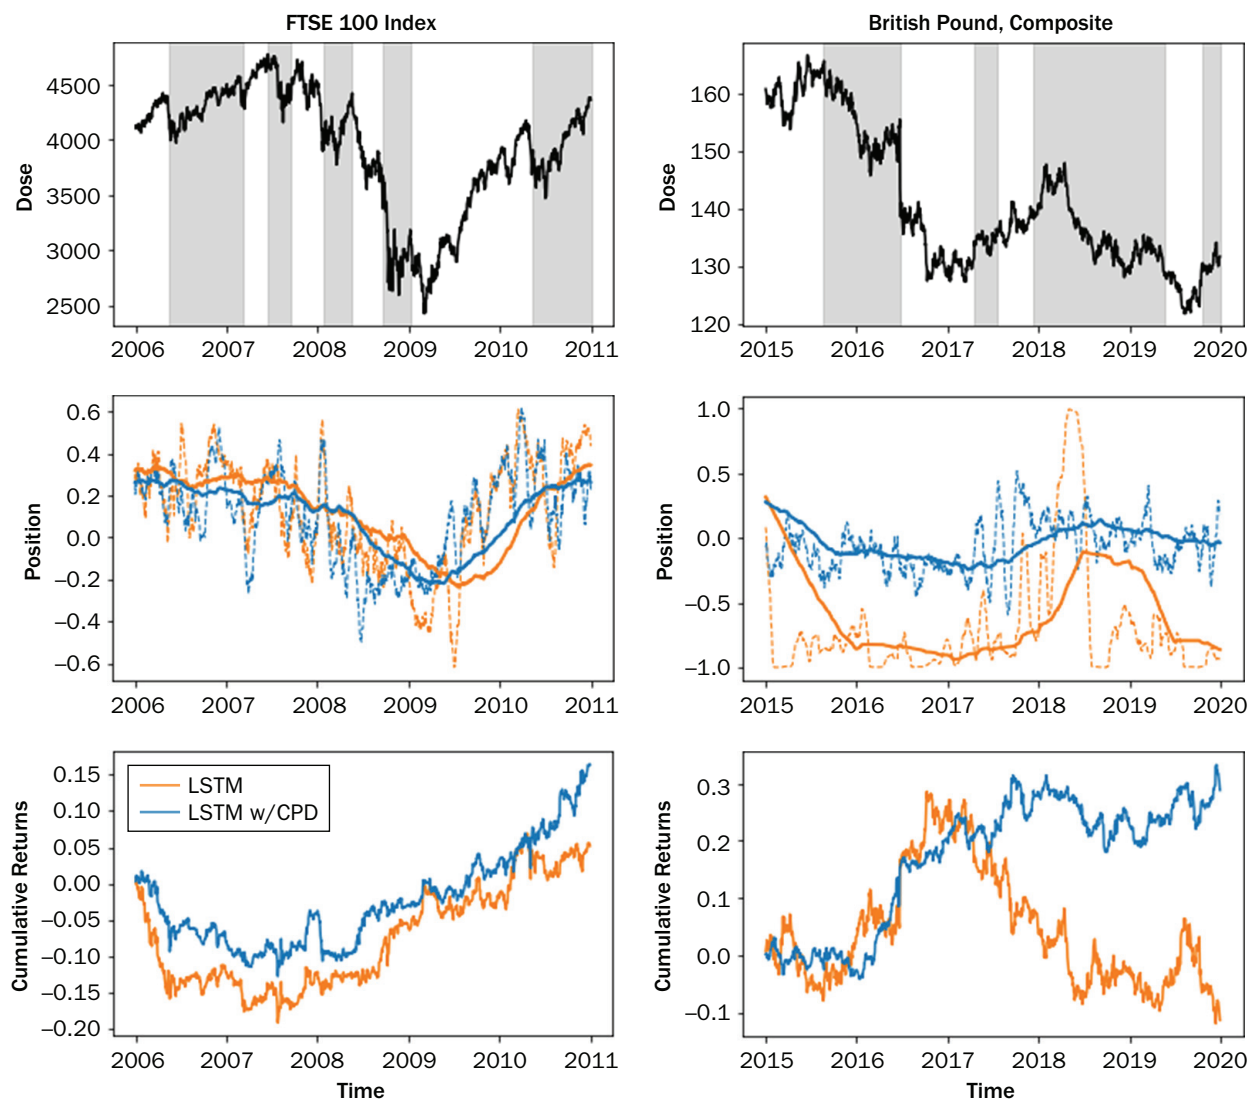 FTSE 100 Index
British Pound, Composite
Dose
4500
4000
3500
3000
2500
2006 2007 2008 2009 2010 2011
Dose
160
150
140
130
120
2015 2016 2017 2018 2019 2020
Position
0.6
0.4
0.2
0.0
–0.2
–0.4
–0.6
2006 2007 2008 2009 2010 2011
Position
1.0
0.5
0.0
–0.5
–1.0
2015 2016 2017 2018 2019 2020
Cumulative Returns
0.15
0.10
0.05
0.00
–0.05
–0.10
–0.15
–0.20
LSTM
LSTM w/CPD
2006 2007 2008 2009 2010 2011
Time
Cumulative Returns
0.3
0.2
0.1
0.0
–0.1
2015 2016 2017 2018 2019 2020
Time